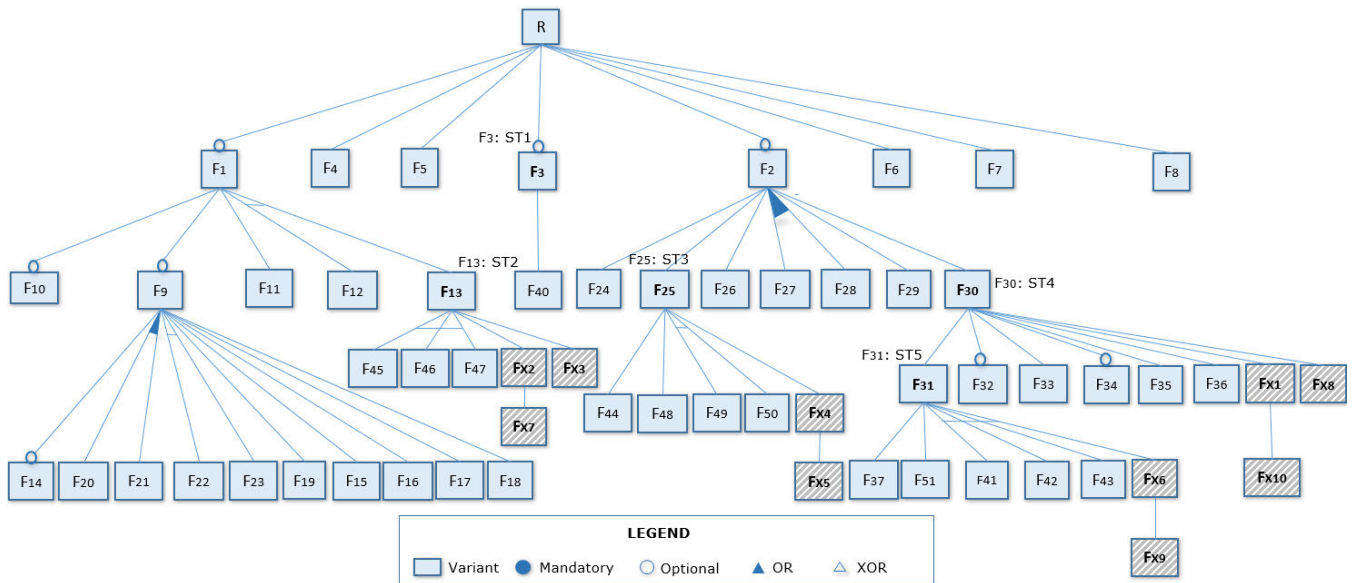 R
F3: ST1
F1 F4 F5 F3 F2 F6 F7 F8
F13: ST2 F25: ST3
F10 F9 F11 F12 F13 F40 F24 F25 F26 F27 F28 F29 F30 F30: ST4
F31: ST5
F45 F46 F47 Fx2 Fx3 F31 F32 F33 F34 F35 F36 Fx1 Fx8
Fx7 F44 F48 F49 F50 Fx4
F14 F20 F21 F22 F23 F19 F15 F16 F17 F18 Fx5 F37 F51 F41 F42 F43 Fx6 Fx10
LEGEND
Variant Mandatory Optional OR XOR
Fx9